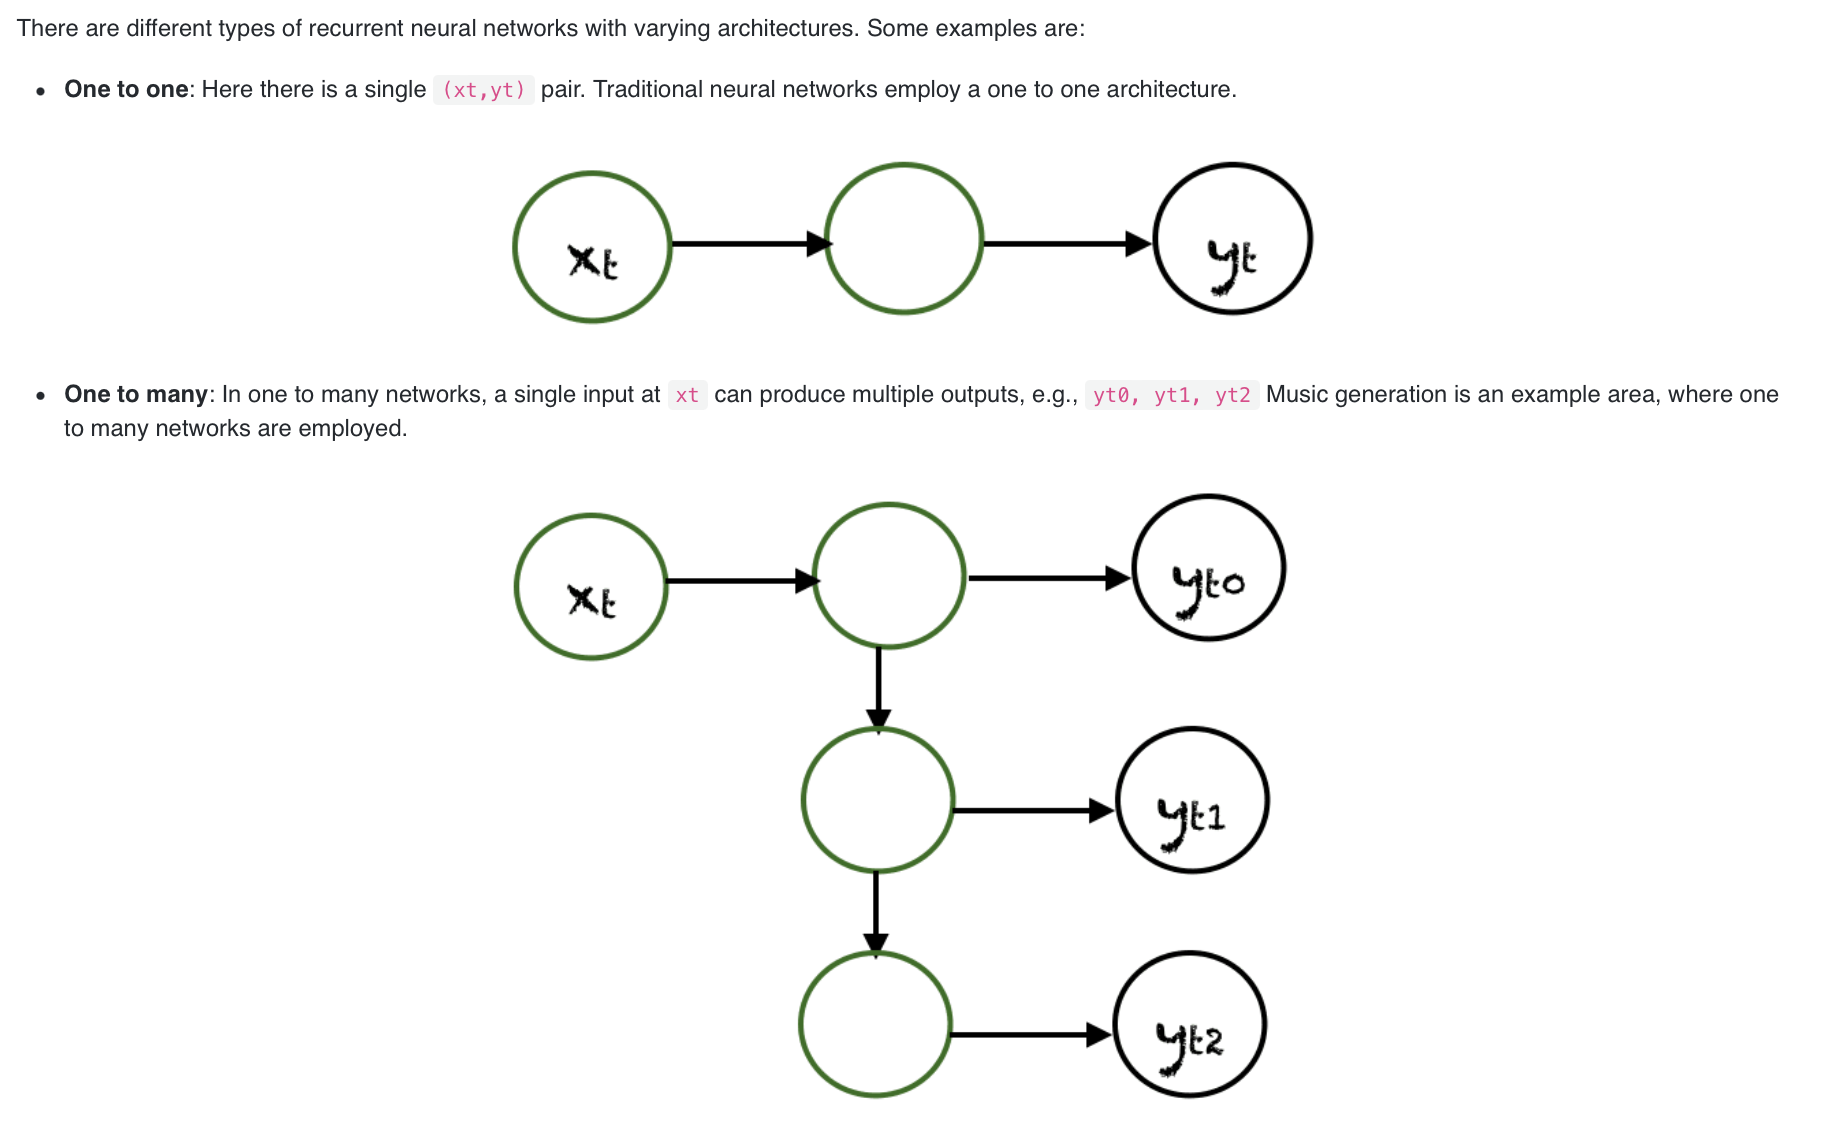 There are different types of recurrent neural networks with varying architectures. Some examples are:
• One to one: Here there is a single (xt,yt) pair. Traditional neural networks employ a one to one architecture.
xt
yt
• One to many: In one to many networks, a single input at xt can produce multiple outputs, e.g., yt0, yt1, yt2 Music generation is an example area, where one
to many networks are employed.
xt
yt0
yt1
yt2